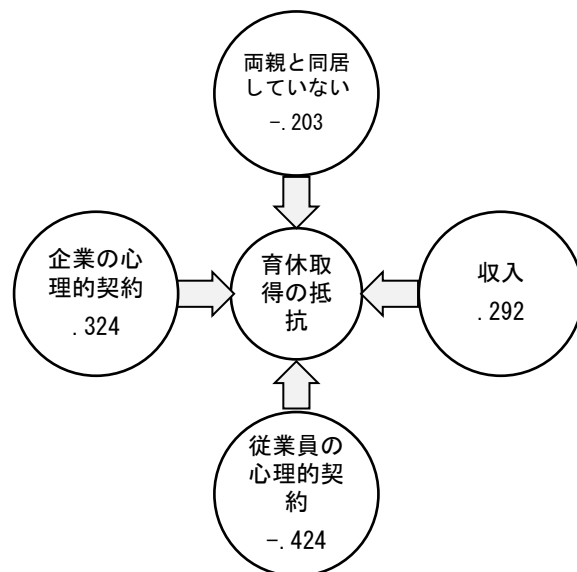 両親と同居
していない
-.203
企業の心
理的契約
.324
育休取
得の抵
抗
収入
.292
従業員の
心理的契
約
-.424